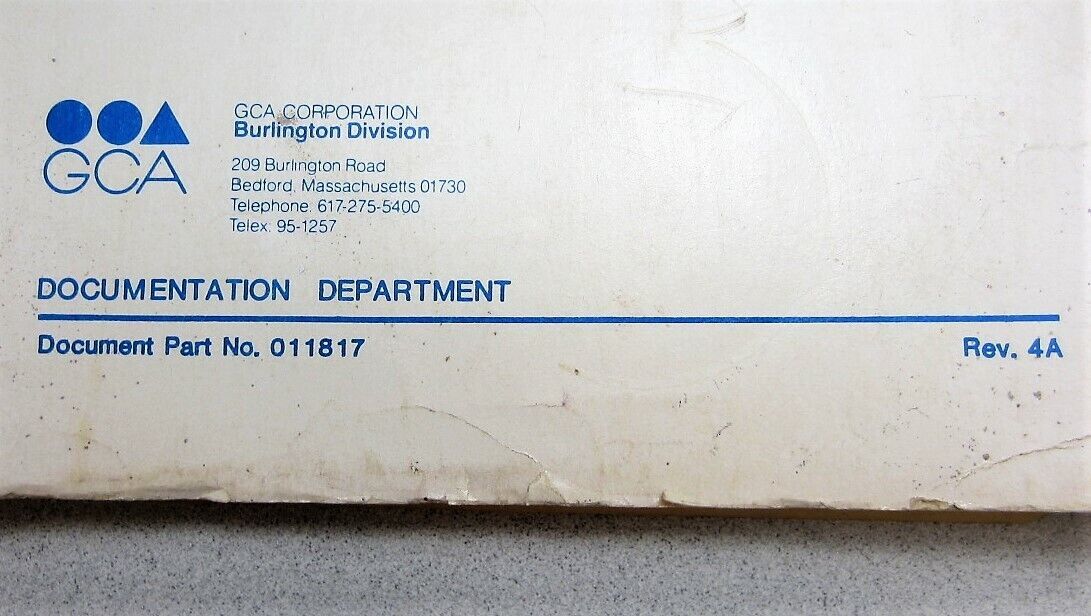 GCA
GCA CORPORATION
Burlington Division
209 Burlington Road
Bedford, Massachusetts 01730
Telephone: 617-275-5400
Telex: 95-1257
DOCUMENTATION DEPARTMENT
Document Part No. 011817
Rev. 4A